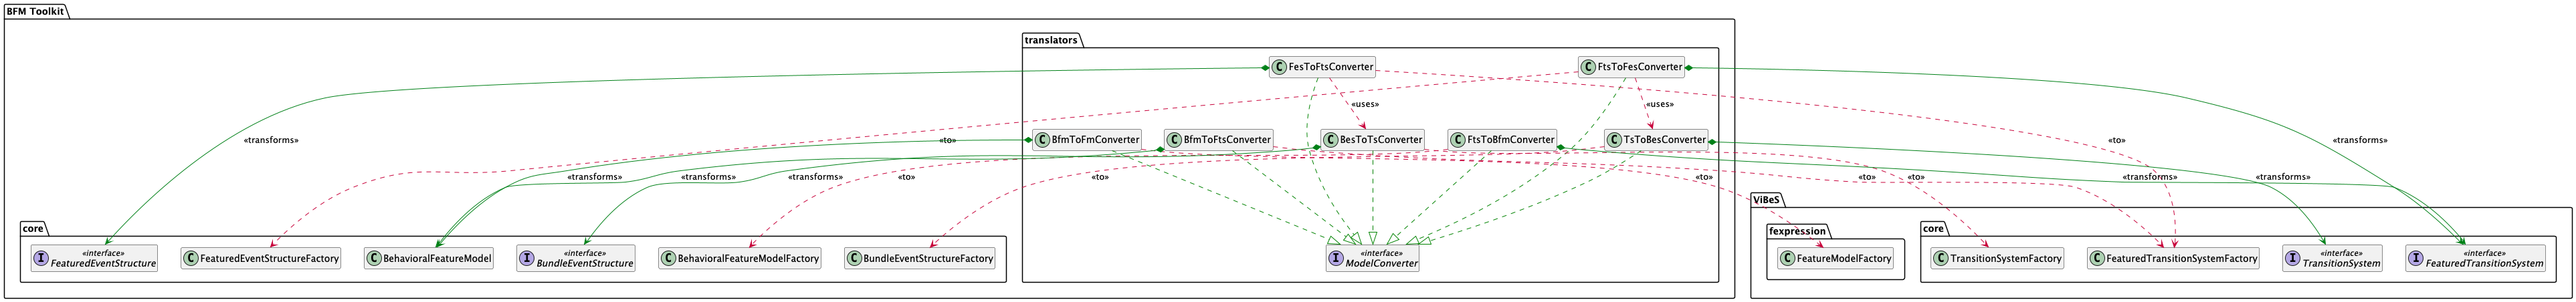 BFM Toolkit
translators
C FesToFtsConverter
C FtsToFesConverter
«uses»
«uses»
C BfmToFmConverter
C BfmToFtsConverter
C BesToTsConverter
C FtsToBfmConverter
C TsToBesConverter
«transforms»
«to»
«to»
«transforms»
«transforms»
«to»
«transforms»
«transforms»
«to»
«to»
«to»
«to»
«transforms»
«transforms»
core
I «interface»
FeaturedEventStructure
C FeaturedEventStructureFactory
C BehavioralFeatureModel
I «interface»
BundleEventStructure
C BehavioralFeatureModelFactory
C BundleEventStructureFactory
I «interface»
ModelConverter
ViBeS
fexpression
C FeatureModelFactory
core
C TransitionSystemFactory
C FeaturedTransitionSystemFactory
I «interface»
TransitionSystem
I «interface»
FeaturedTransitionSystem